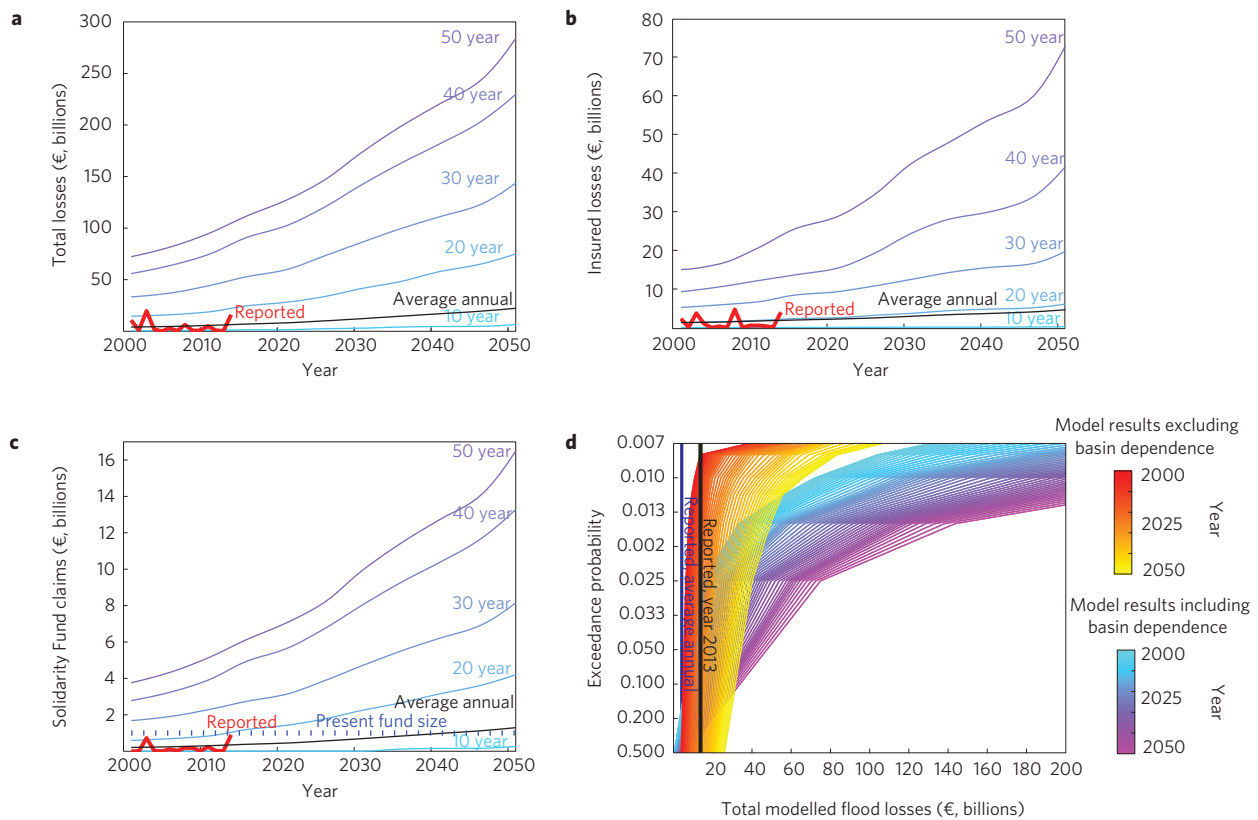 a
Total losses (€, billions)
300
250
200
150
100
50
50 year
40 year
30 year
20 year
Average annual
10 year
Reported
2000 2010 2020 2030 2040 2050
Year
b
Insured losses (€, billions)
80
70
60
50
40
30
20
10
50 year
40 year
30 year
20 year
Average annual
10 year
Reported
2000 2010 2020 2030 2040 2050
Year
c
Solidarity Fund claims (€, billions)
16
14
12
10
8
6
4
2
50 year
40 year
30 year
20 year
Average annual
Reported
Present fund size
10 year
2000 2010 2020 2030 2040 2050
Year
d
Exceedance probability
0.007
0.010
0.013
0.002
0.025
0.033
0.050
0.100
0.200
0.500
Reported, average annual
Reported, year 2013
20 40 60 80 100 120 140 160 180 200
Total modelled flood losses (€, billions)
Model results excluding
basin dependence
2000
2025
2050
Year
Model results including
basin dependence
2000
2025
2050
Year